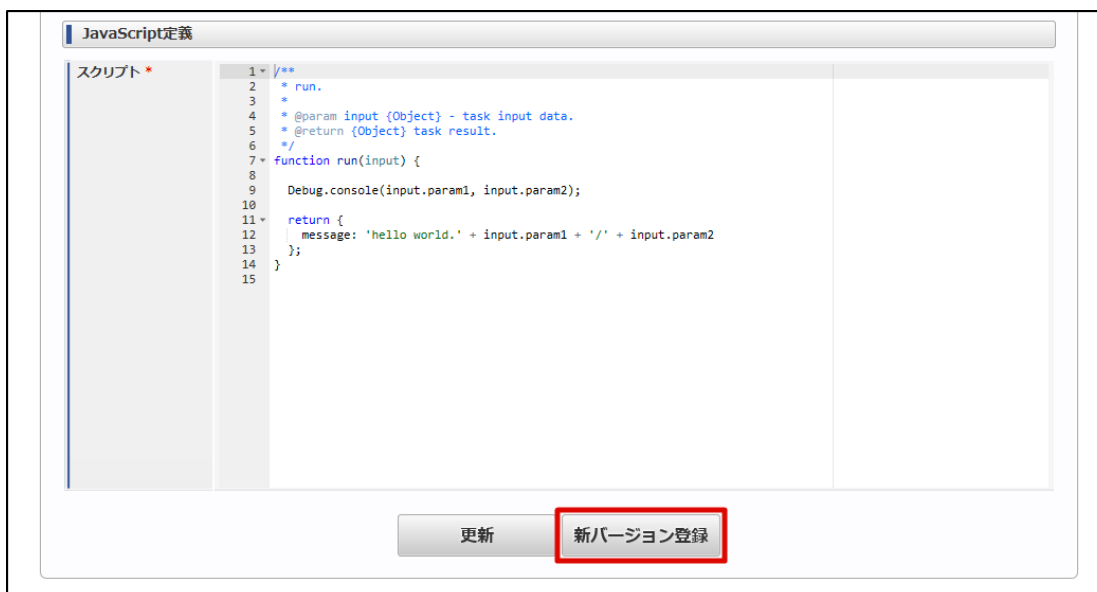 JavaScript定義
スクリプト *
1 /**
2  * run.
3  *
4  * @param input {Object} - task input data.
5  * @return {Object} task result.
6  */
7 function run(input) {
8
9   Debug.console(input.param1, input.param2);
10
11   return {
12     message: 'hello world.' + input.param1 + '/' + input.param2
13   };
14 }
15
更新
新バージョン登録